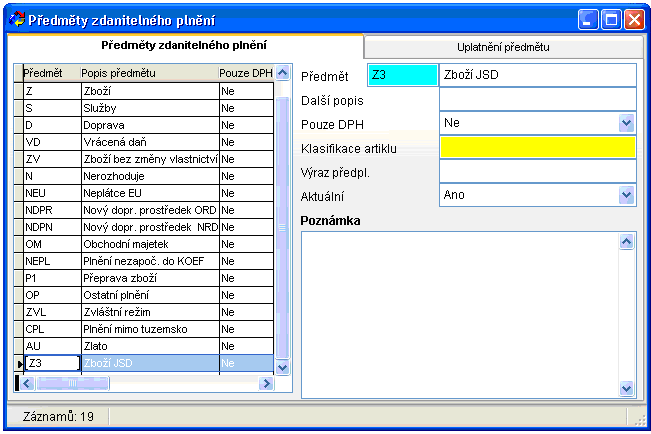 Předměty zdanitelného plnění
Předměty zdanitelného plnění
Uplatnění předmětu
Předmět Popis předmětu Pouze DPH
Z Zboží Ne
S Služby Ne
D Doprava Ne
VD Vrácená daň Ne
ZV Zboží bez změny vlastnictví Ne
N Nerozhoduje Ne
NEU Neplátce EU Ne
NDPR Nový dopr. prostředek ORD Ne
NDPN Nový dopr. prostředek NRD Ne
OM Obchodní majetek Ne
NEPL Plnění nezapoč. do KOEF Ne
P1 Přeprava zboží Ne
OP Ostatní plnění Ne
ZVL Zvláštní režim Ne
CPL Plnění mimo tuzemsko Ne
AU Zlato Ne
Z3 Zboží JSD Ne
Předmět Z3 Zboží JSD
Další popis
Pouze DPH Ne
Klasifikace artiklu
Výraz předpl.
Aktuální Ano
Poznámka
Záznamů: 19